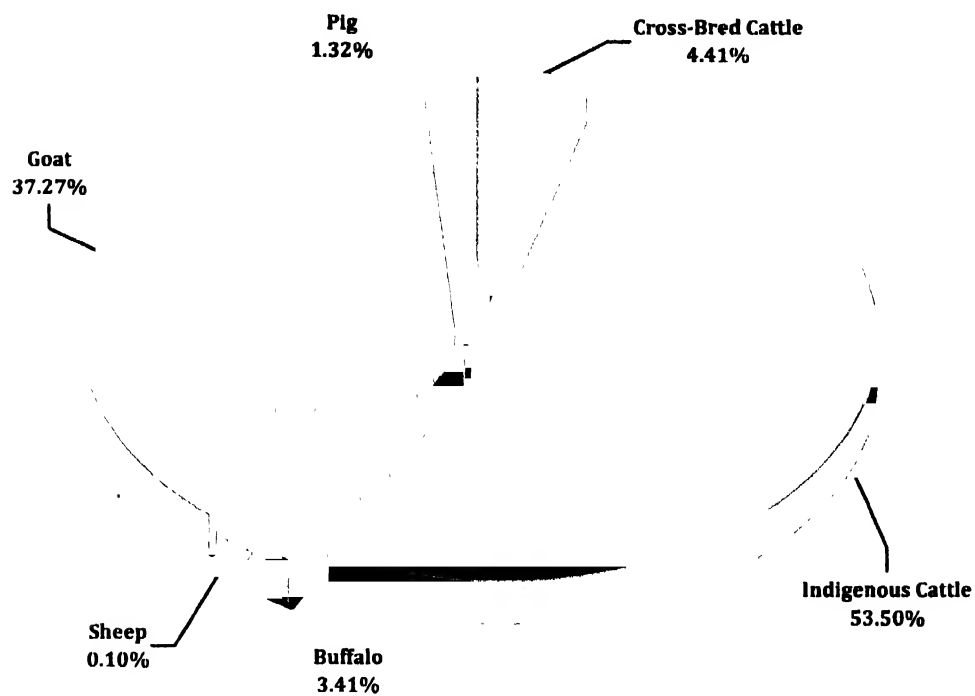 Pig
1.32%
Cross-Bred Cattle
4.41%
Goat
37.27%
Indigenous Cattle
53.50%
Sheep
0.10%
Buffalo
3.41%